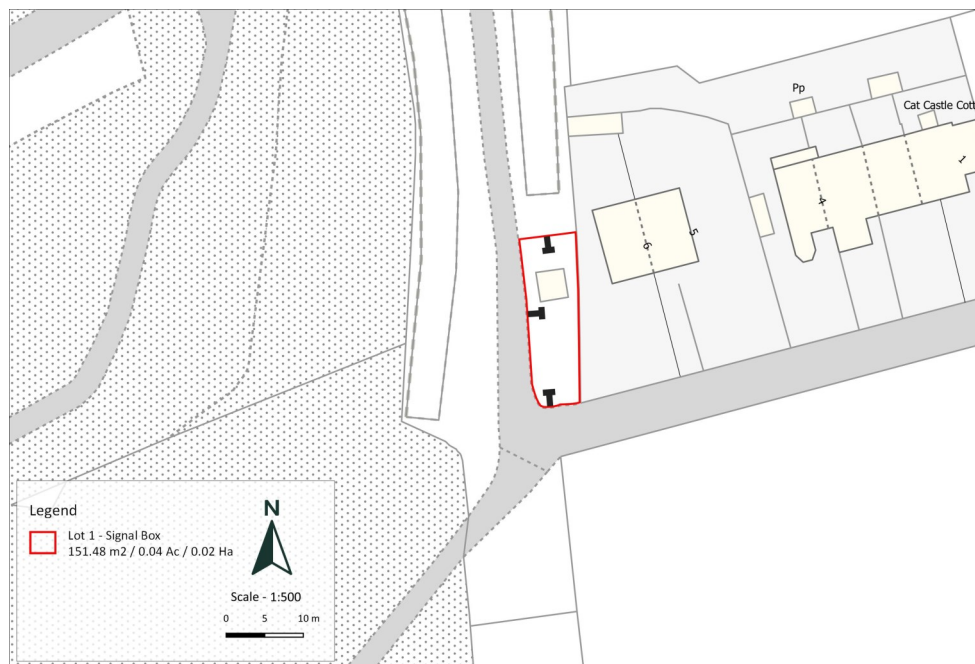 Pp
Cat Castle Cott
1
4
5
6
Legend
Lot 1 - Signal Box
151.48 m2 / 0.04 Ac / 0.02 Ha
N
Scale - 1:500
0 5 10 m